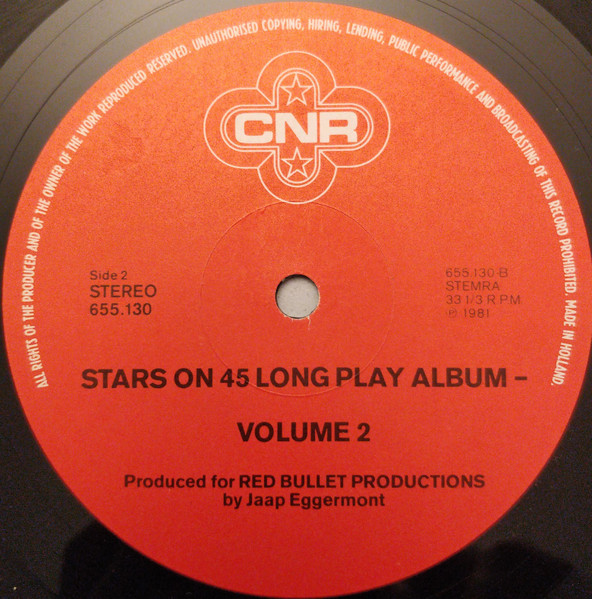 ALL RIGHTS OF THE PRODUCER AND OF THE OWNER OF THE WORK REPRODUCED RESERVED. UNAUTHORISED COPYING, HIRING, LENDING, PUBLIC PERFORMANCE AND BROADCASTING OF THIS RECORD PROHIBITED. MADE IN HOLLAND.
CNR
Side 2
STEREO
655.130
655.130-B
STEMRA
33 1/3 R.P.M
℗ 1981
STARS ON 45 LONG PLAY ALBUM –
VOLUME 2
Produced for RED BULLET PRODUCTIONS
by Jaap Eggermont